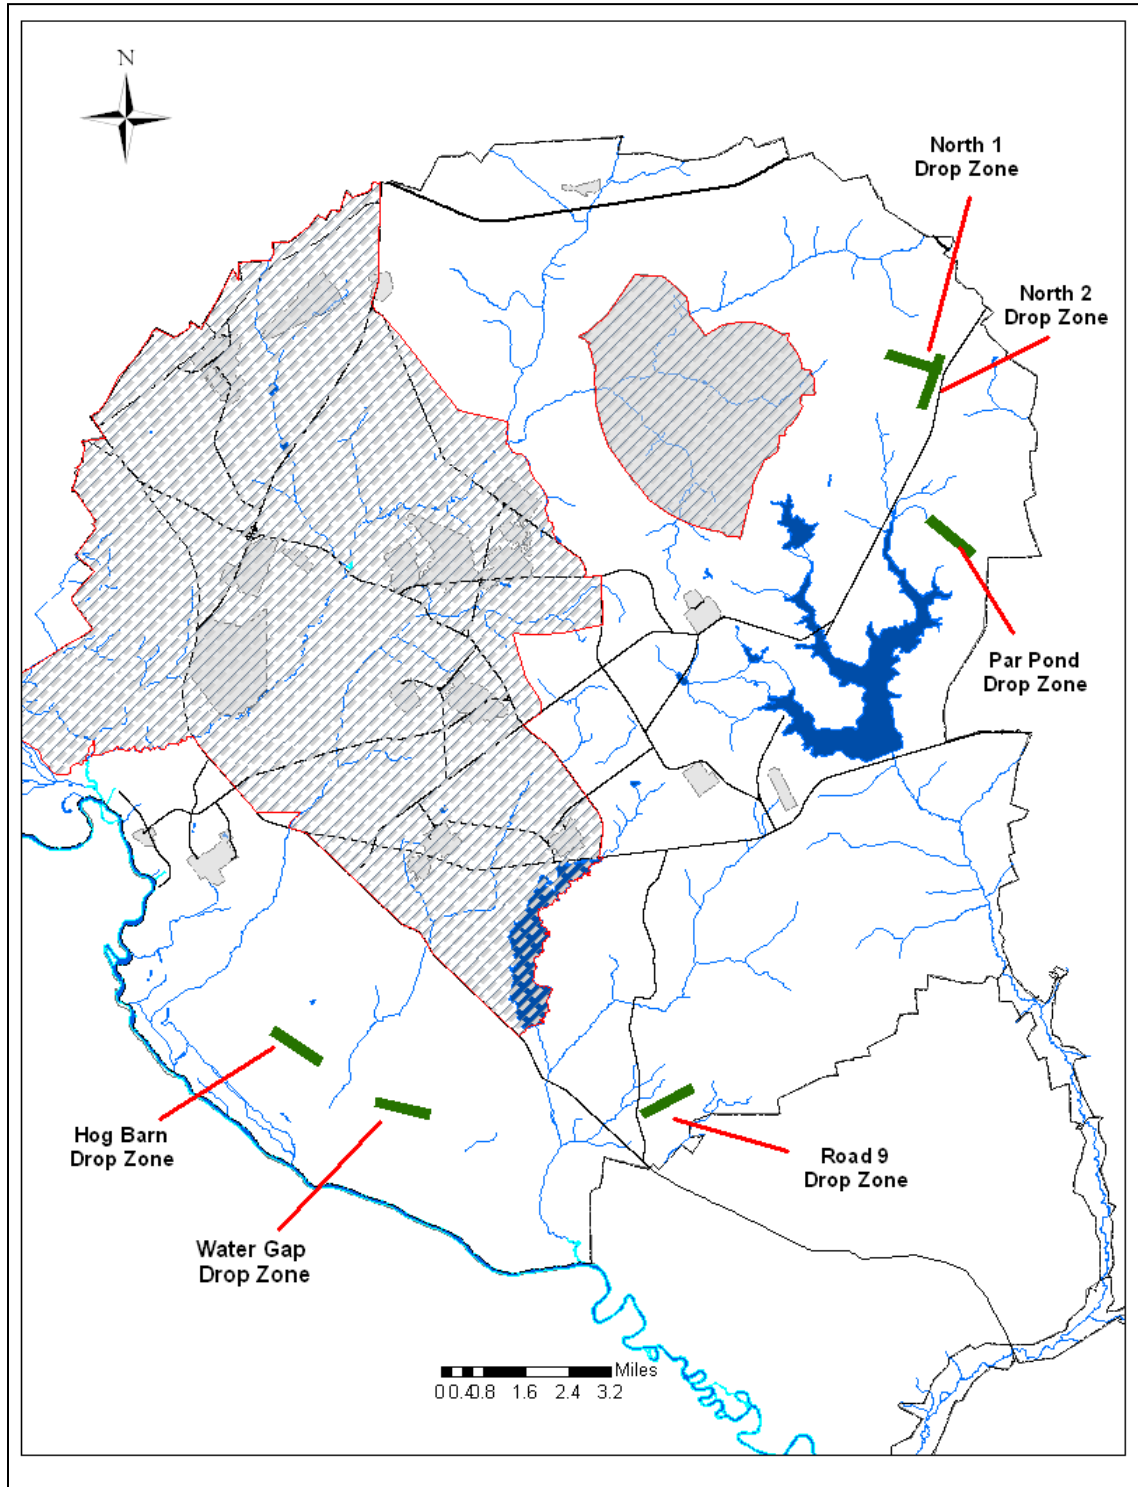 N
North 1
Drop Zone
North 2
Drop Zone
Par Pond
Drop Zone
Hog Barn
Drop Zone
Road 9
Drop Zone
Water Gap
Drop Zone
Miles
0 0.4 0.8 1.6 2.4 3.2